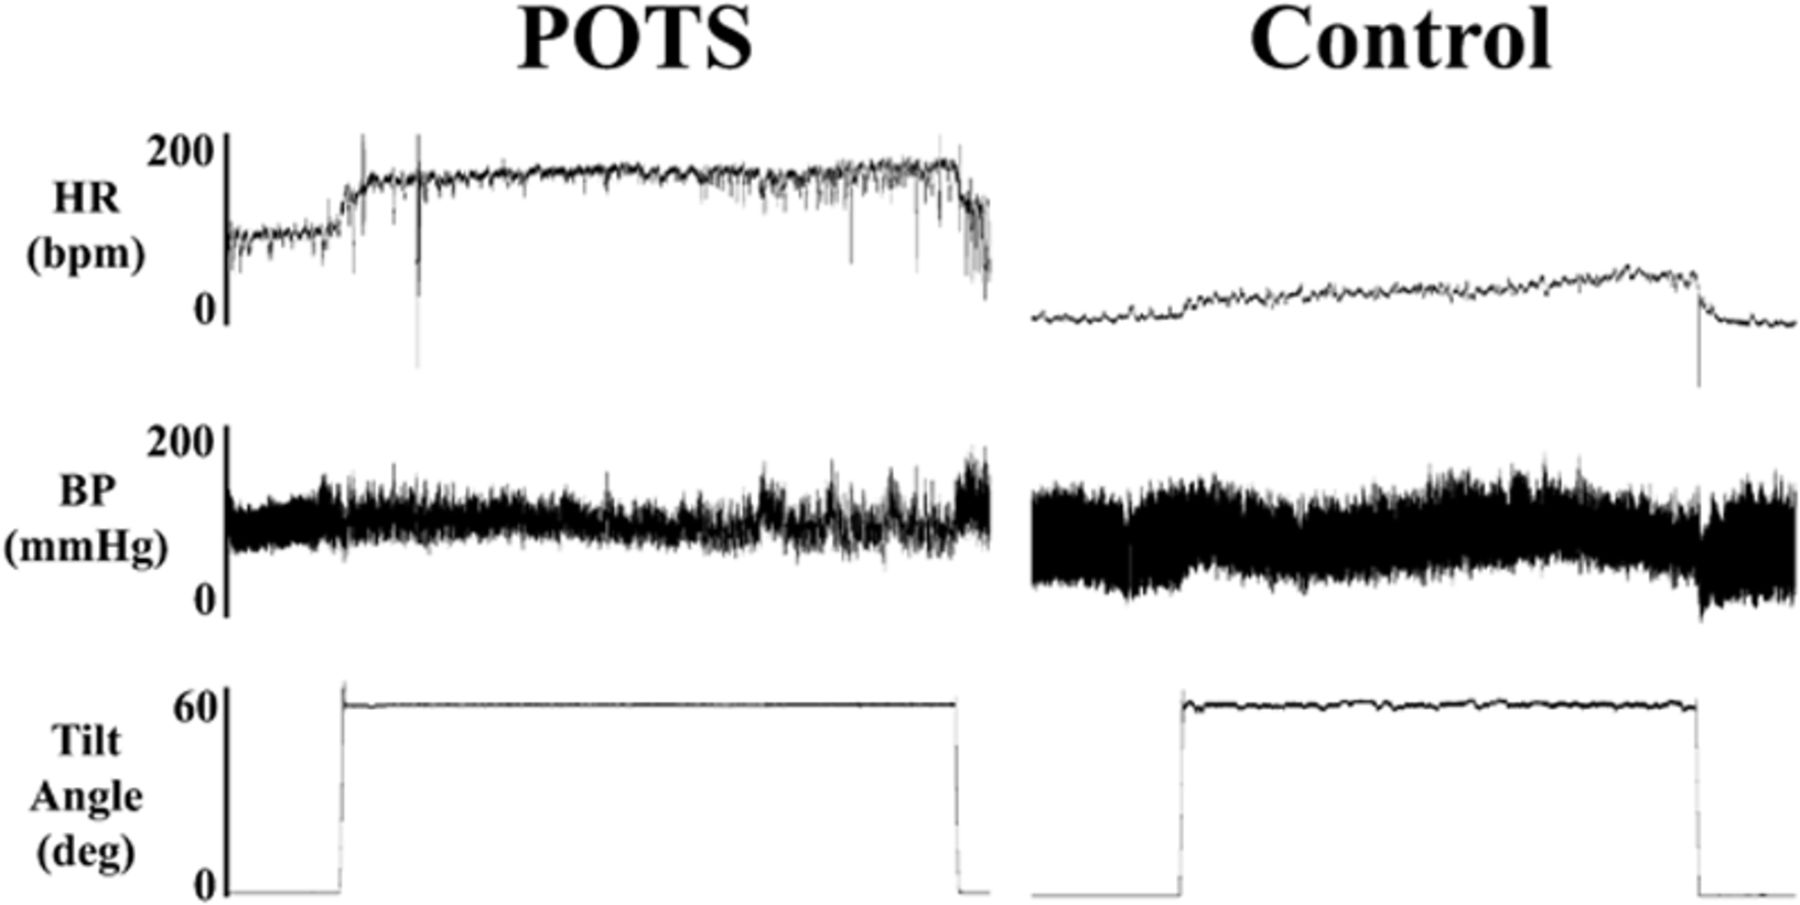 POTS
Control
200
HR
(bpm)
0
200
BP
(mmHg)
0
60
Tilt
Angle
(deg)
0